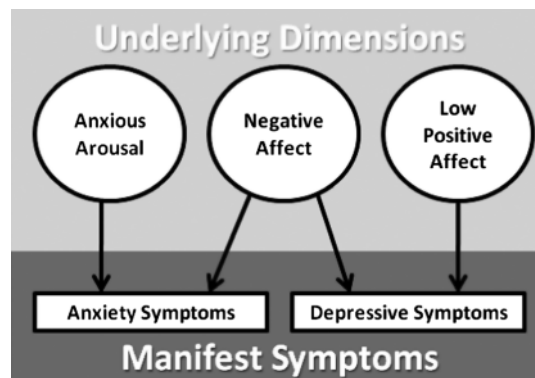 Underlying Dimensions
Anxious
Arousal
Negative
Affect
Low
Positive
Affect
Anxiety Symptoms
Depressive Symptoms
Manifest Symptoms